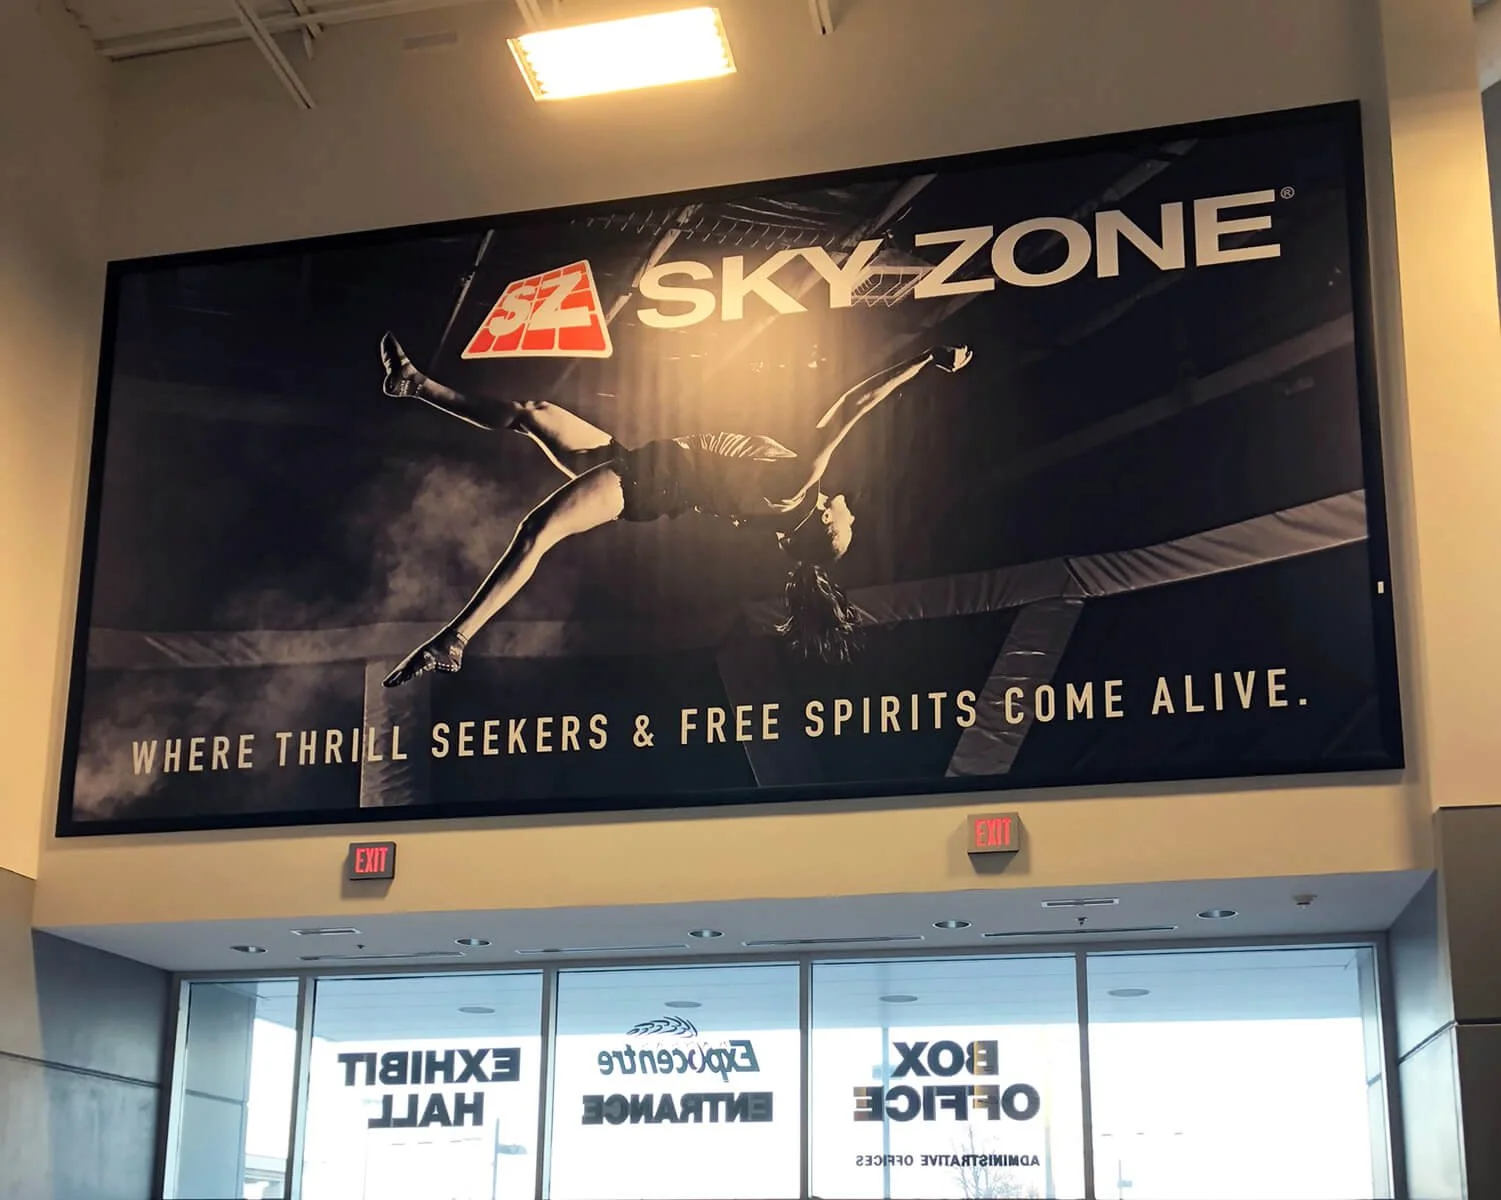 SZ SKY ZONE®
WHERE THRILL SEEKERS & FREE SPIRITS COME ALIVE.
EXIT
EXIT
EXHIBIT
HALL
Expocentre
ENTRANCE
BOX
OFFICE
ADMINISTRATIVE OFFICES